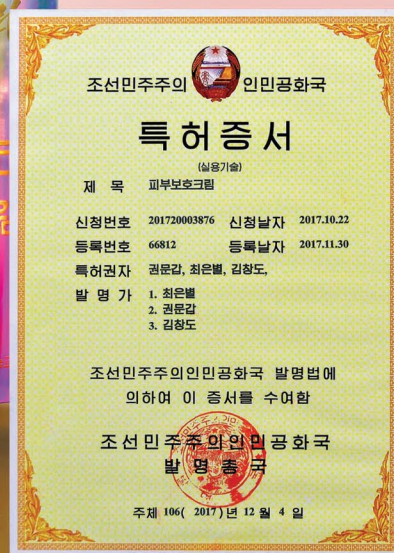 조선민주주의 인민공화국
특허증서
(실용기술)
제 목 피부보호크림
신청번호 201720003876 신청날자 2017.10.22
등록번호 66812 등록날자 2017.11.30
특허권자 권문갑, 최은별, 김창도,
발 명 가 1. 최은별
2. 권문갑
3. 김창도
조선민주주의인민공화국 발명법에
의하여 이 증서를 수여함
조선민주주의인민공화국
발명총국
주체 106( 2017)년 12 월 4 일